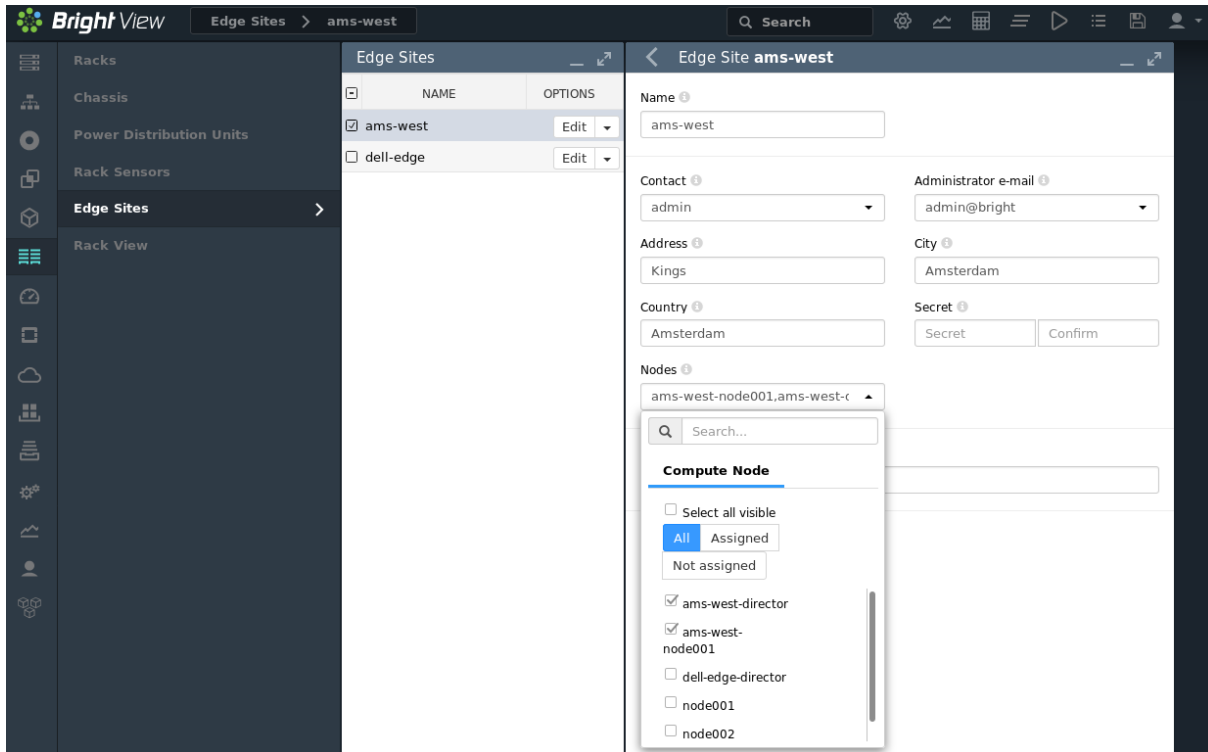 Bright View
Edge Sites > ams-west
Search
Racks
Chassis
Power Distribution Units
Rack Sensors
Edge Sites
Rack View
Edge Sites
NAME OPTIONS
ams-west Edit
dell-edge Edit
Edge Site ams-west
Name
ams-west
Contact Administrator e-mail
admin admin@bright
Address City
Kings Amsterdam
Country Secret
Amsterdam Secret Confirm
Nodes
ams-west-node001,ams-west-
Search...
Compute Node
Select all visible
All Assigned
Not assigned
ams-west-director
ams-west-
node001
dell-edge-director
node001
node002